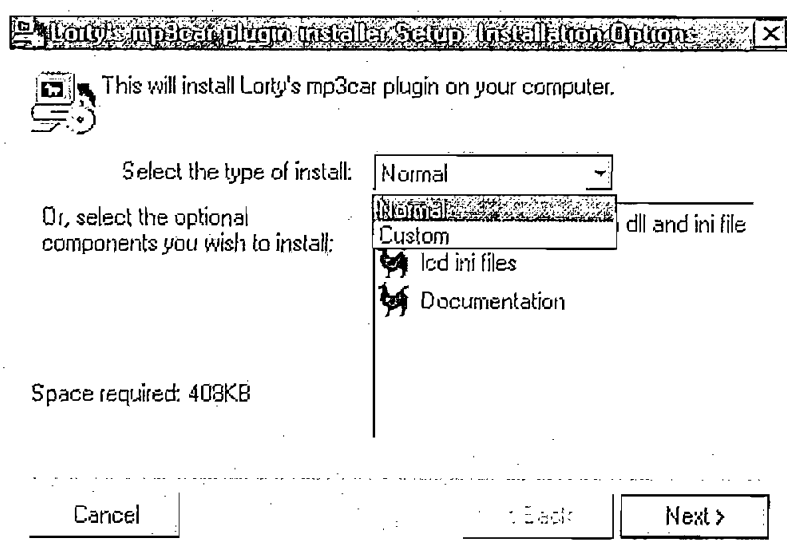 Lorty's mp3car plugin installer Setup: Installation Options
This will install Lorty's mp3car plugin on your computer.
Select the type of install:
Normal
Normal
Custom
Or, select the optional
components you wish to install:
dll and ini file
lcd ini files
Documentation
Space required: 408KB
Cancel
< Back
Next >